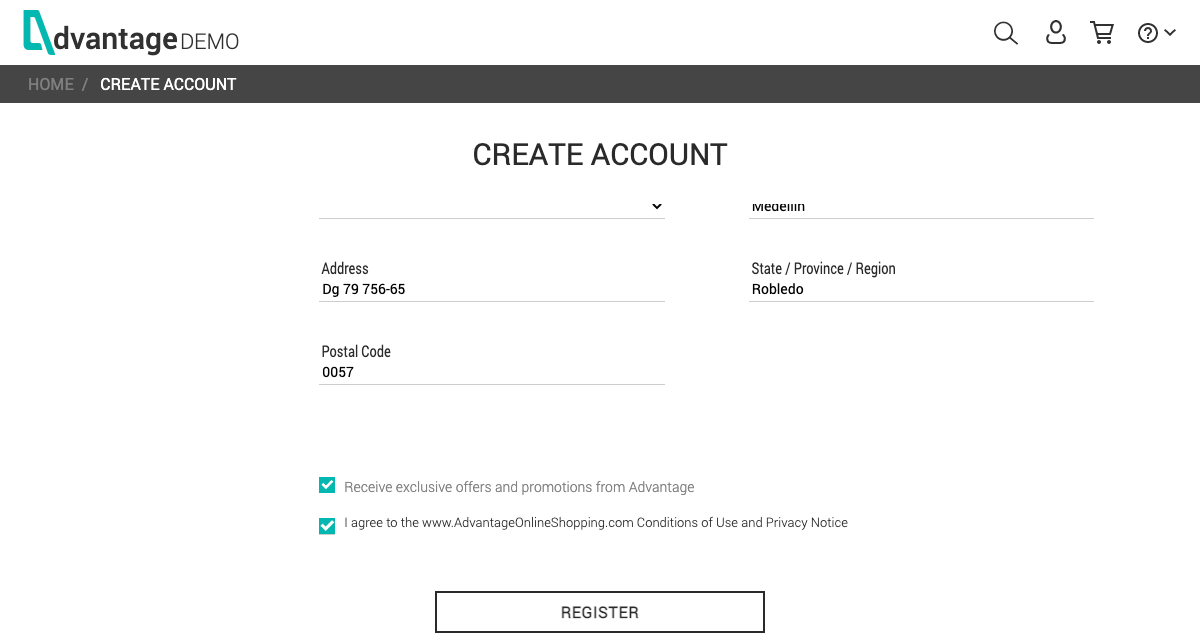 dvantage DEMO
HOME / CREATE ACCOUNT
CREATE ACCOUNT
Medellin
Address
Dg 79 756-65
State / Province / Region
Robledo
Postal Code
0057
Receive exclusive offers and promotions from Advantage
I agree to the www.AdvantageOnlineShopping.com Conditions of Use and Privacy Notice
REGISTER